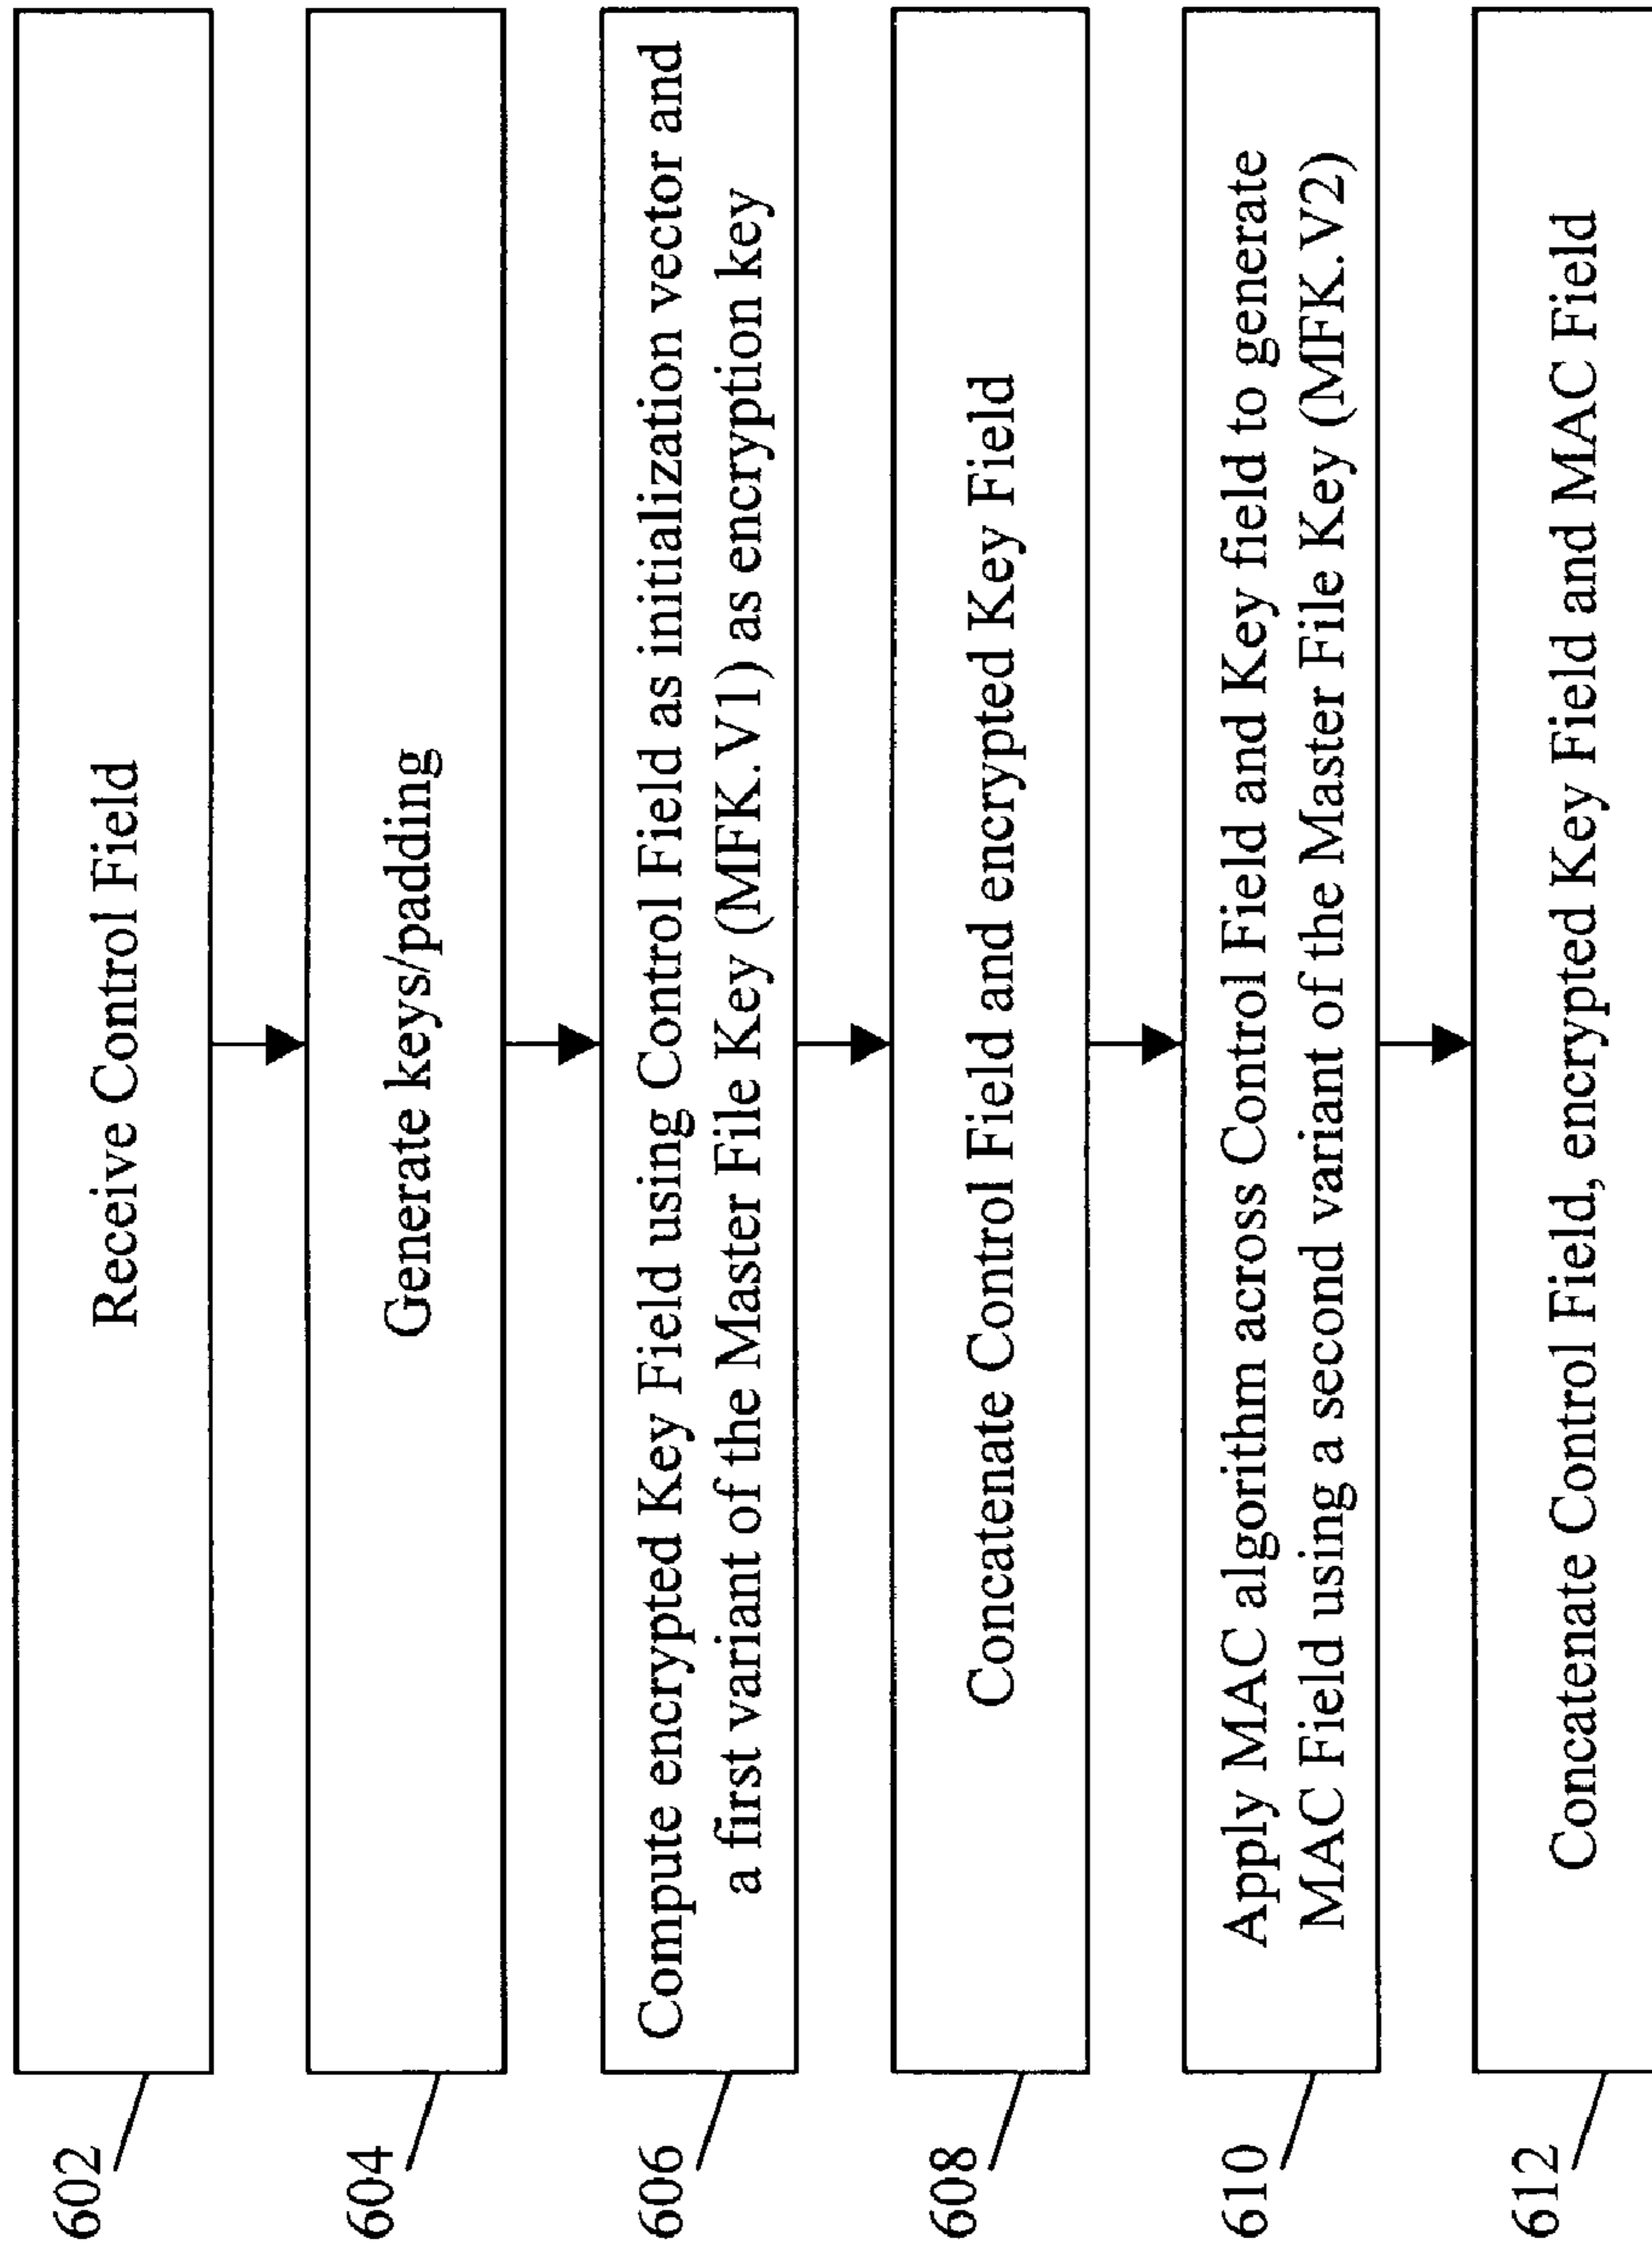 602
Receive Control Field
604
Generate keys/padding
606
Compute encrypted Key Field using Control Field as initialization vector and
a first variant of the Master File Key (MFK.V1) as encryption key
608
Concatenate Control Field and encrypted Key Field
610
Apply MAC algorithm across Control Field and Key field to generate
MAC Field using a second variant of the Master File Key (MFK.V2)
612
Concatenate Control Field, encrypted Key Field and MAC Field